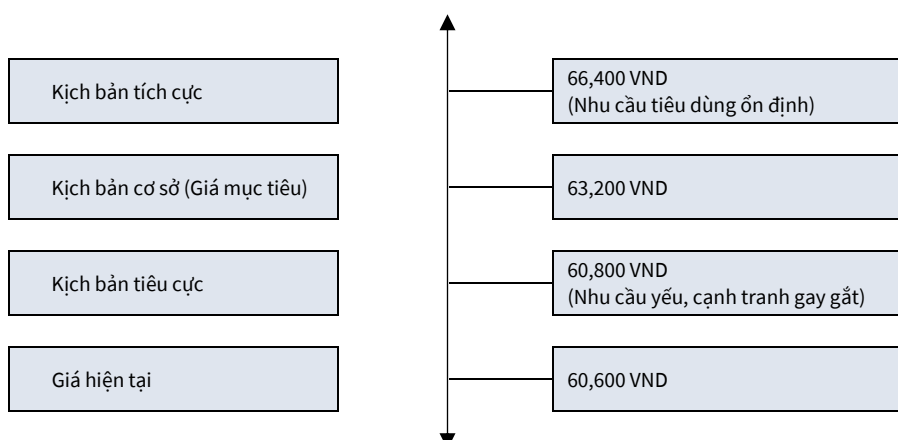 Kịch bản tích cực
66,400 VND
(Nhu cầu tiêu dùng ổn định)
Kịch bản cơ sở (Giá mục tiêu)
63,200 VND
Kịch bản tiêu cực
60,800 VND
(Nhu cầu yếu, cạnh tranh gay gắt)
Giá hiện tại
60,600 VND